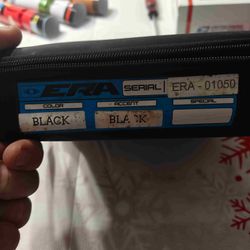 ERA SERIAL ERA - 01050
COLOR ACCENT SPECIAL
BLACK BLACK